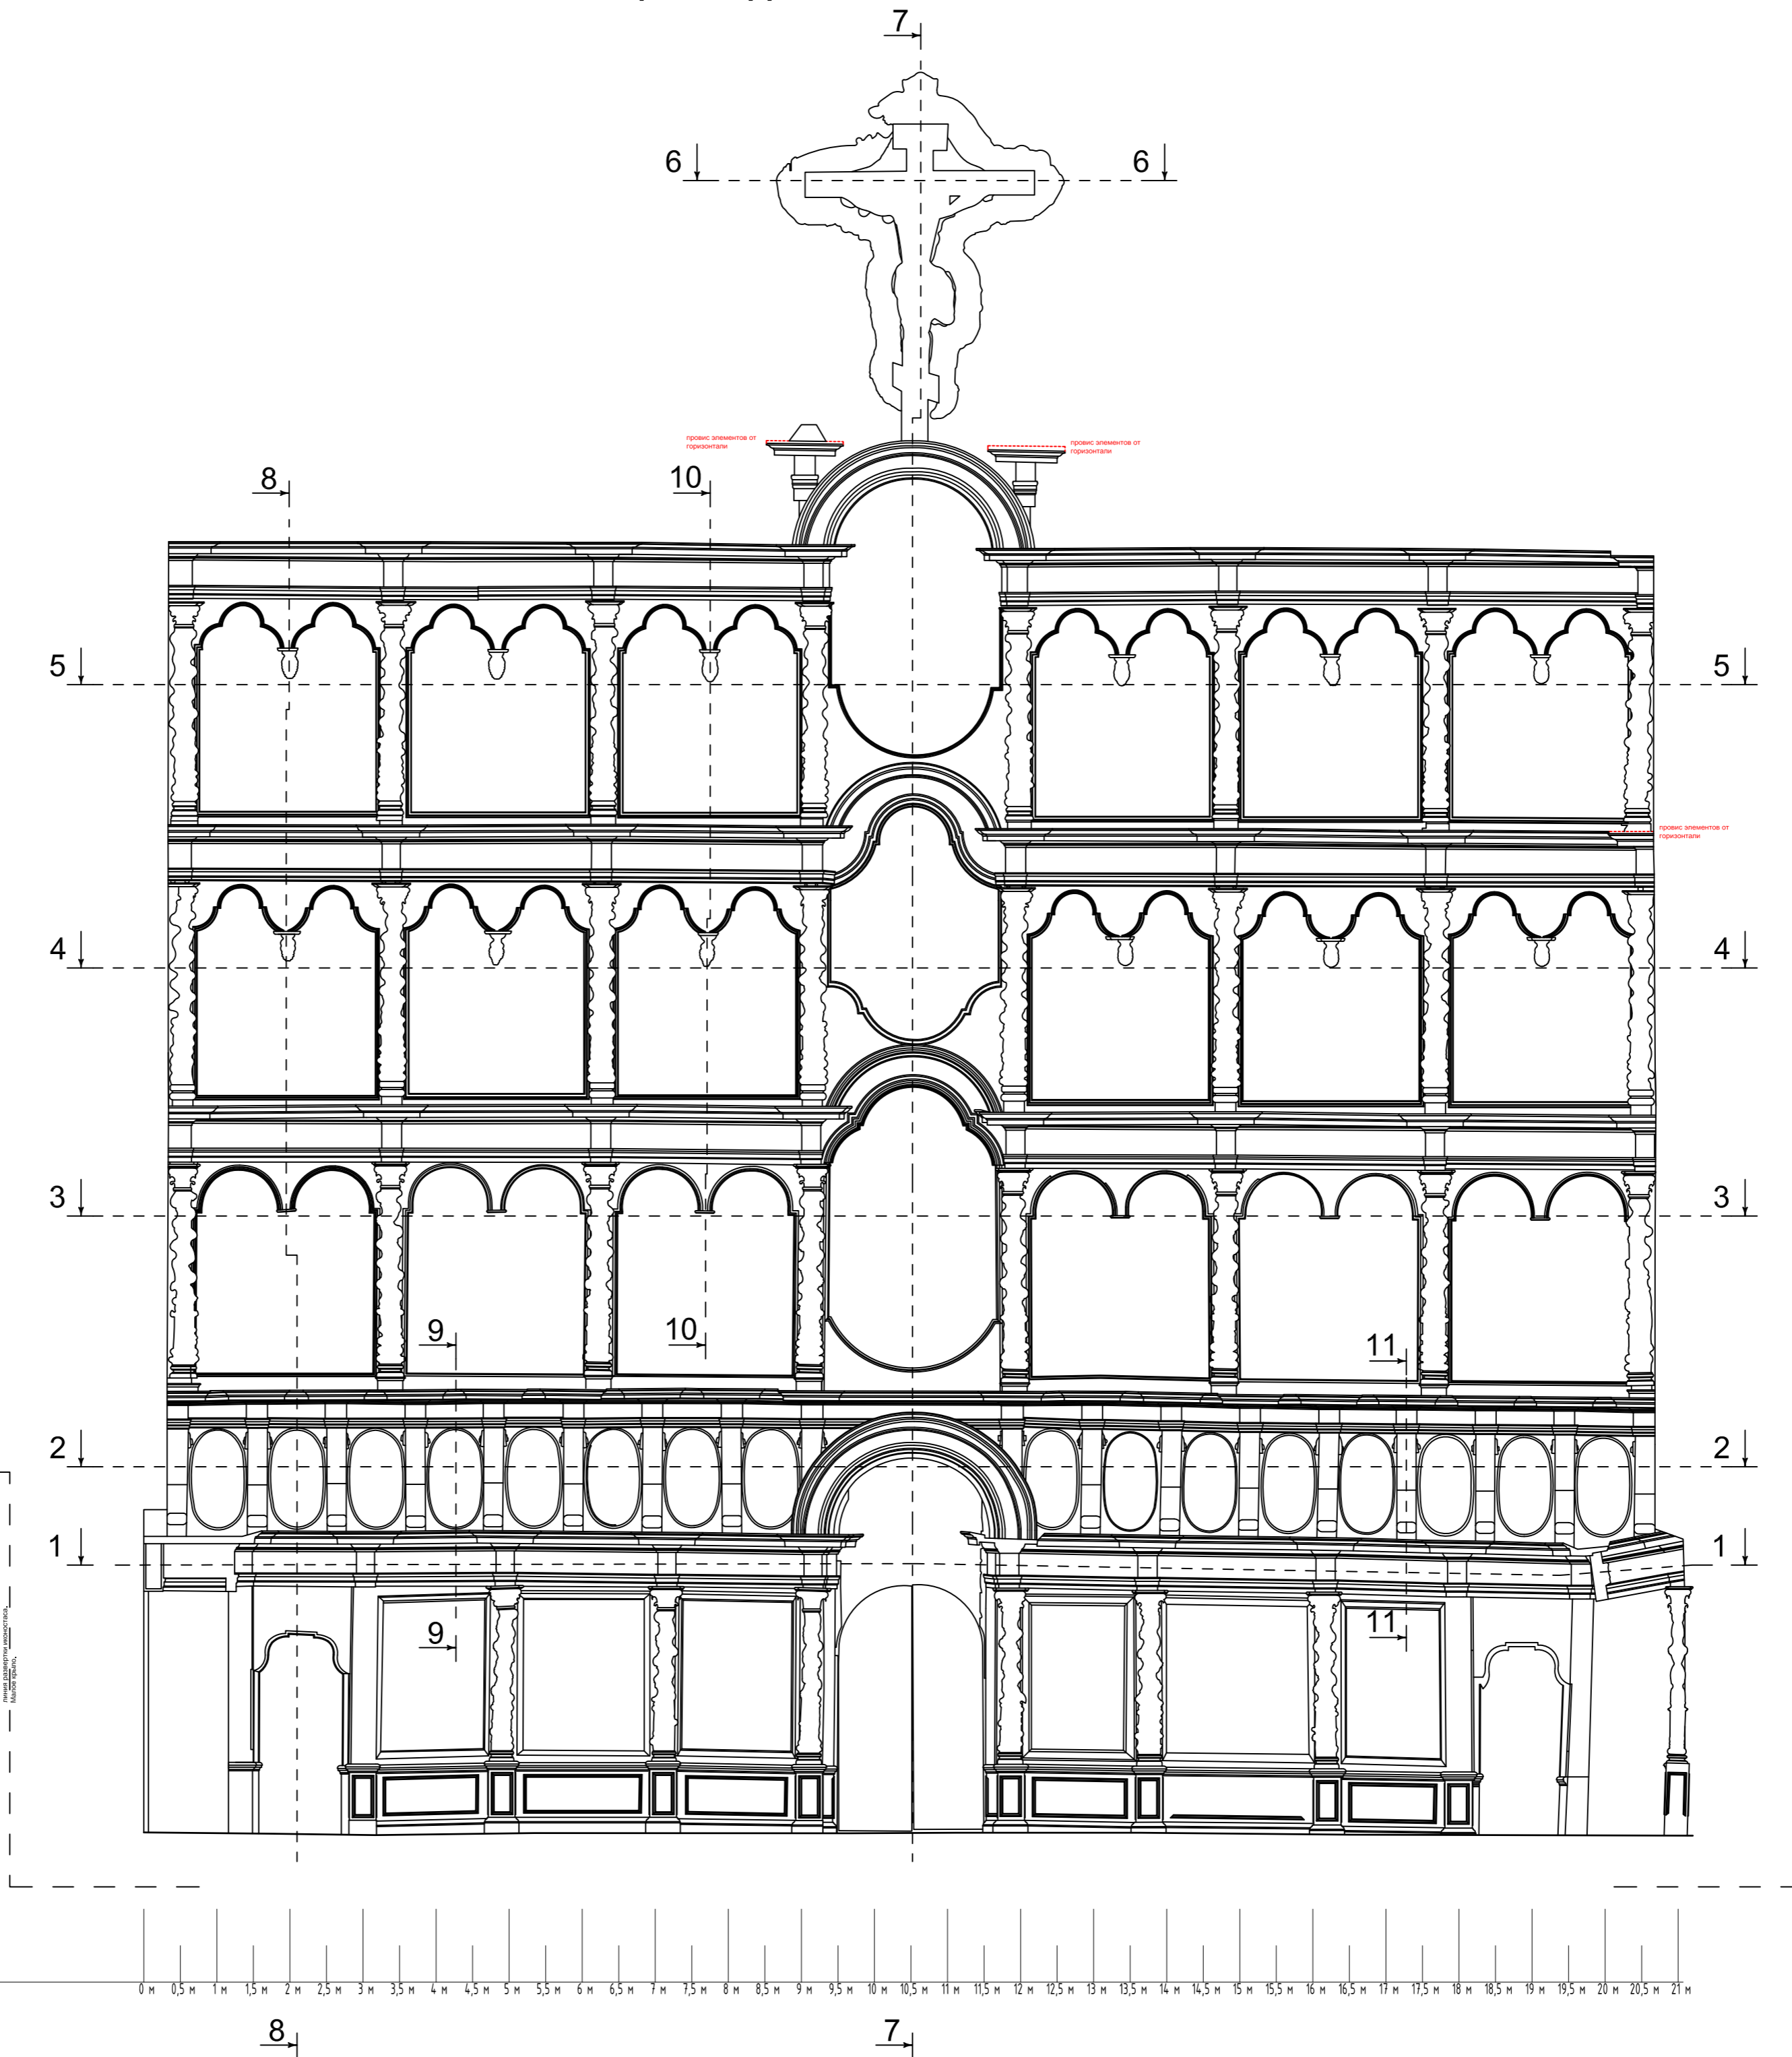 7
6 6
провис элементов от
горизонтали
провис элементов от
горизонтали
8 10
5 5
провис элементов от
горизонтали
4 4
3 3
9 10 11
2 2
1 1
9 11
линия развертки иконостаса.
Малое крыло.
0 м 0,5 м 1 м 1,5 м 2 м 2,5 м 3 м 3,5 м 4 м 4,5 м 5 м 5,5 м 6 м 6,5 м 7 м 7,5 м 8 м 8,5 м 9 м 9,5 м 10 м 10,5 м 11 м 11,5 м 12 м 12,5 м 13 м 13,5 м 14 м 14,5 м 15 м 15,5 м 16 м 16,5 м 17 м 17,5 м 18 м 18,5 м 19 м 19,5 м 20 м 20,5 м 21 м
8 7